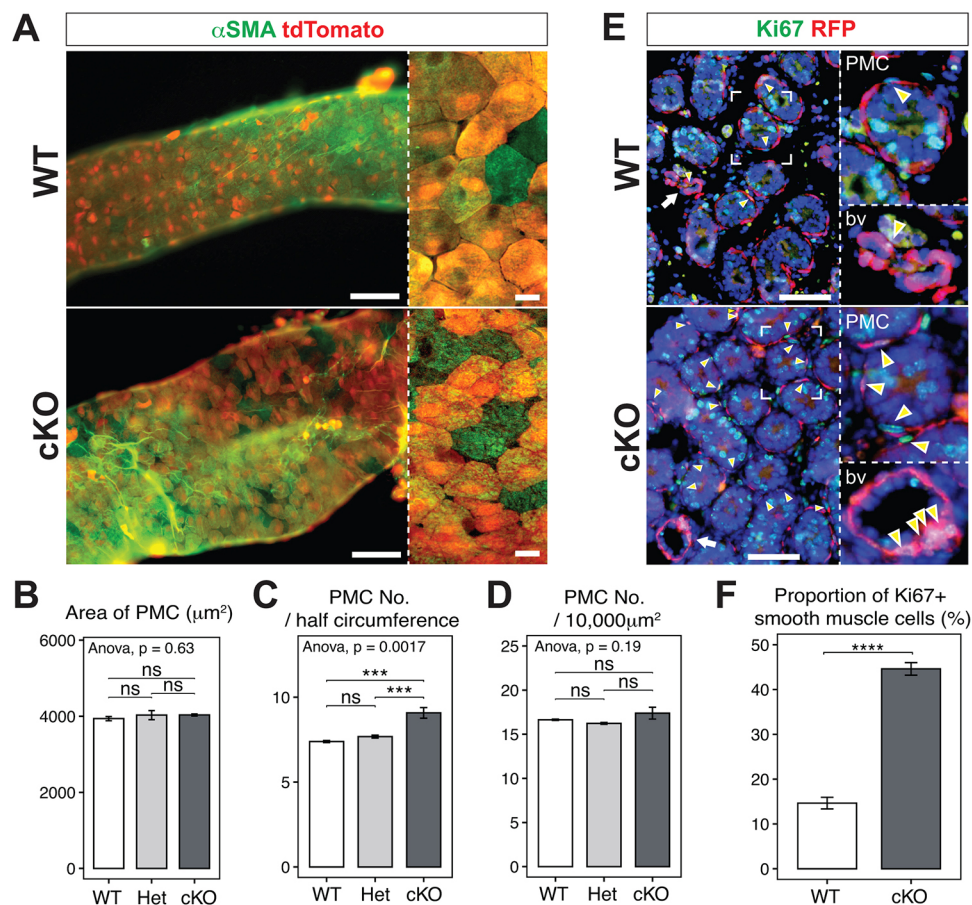 A
αSMA tdTomato
WT
cKO
E
Ki67 RFP
WT
PMC
bv
cKO
PMC
bv
B
Area of PMC (μm²)
6000
4000
2000
0
Anova, p = 0.63
ns
ns
ns
WT
Het
cKO
C
PMC No.
/ half circumference
10
5
0
Anova, p = 0.0017
***
ns
***
WT
Het
cKO
D
PMC No.
/ 10,000μm²
25
20
15
10
5
0
Anova, p = 0.19
ns
ns
ns
WT
Het
cKO
F
Proportion of Ki67+
smooth muscle cells (%)
50
40
30
20
10
0
****
WT
cKO